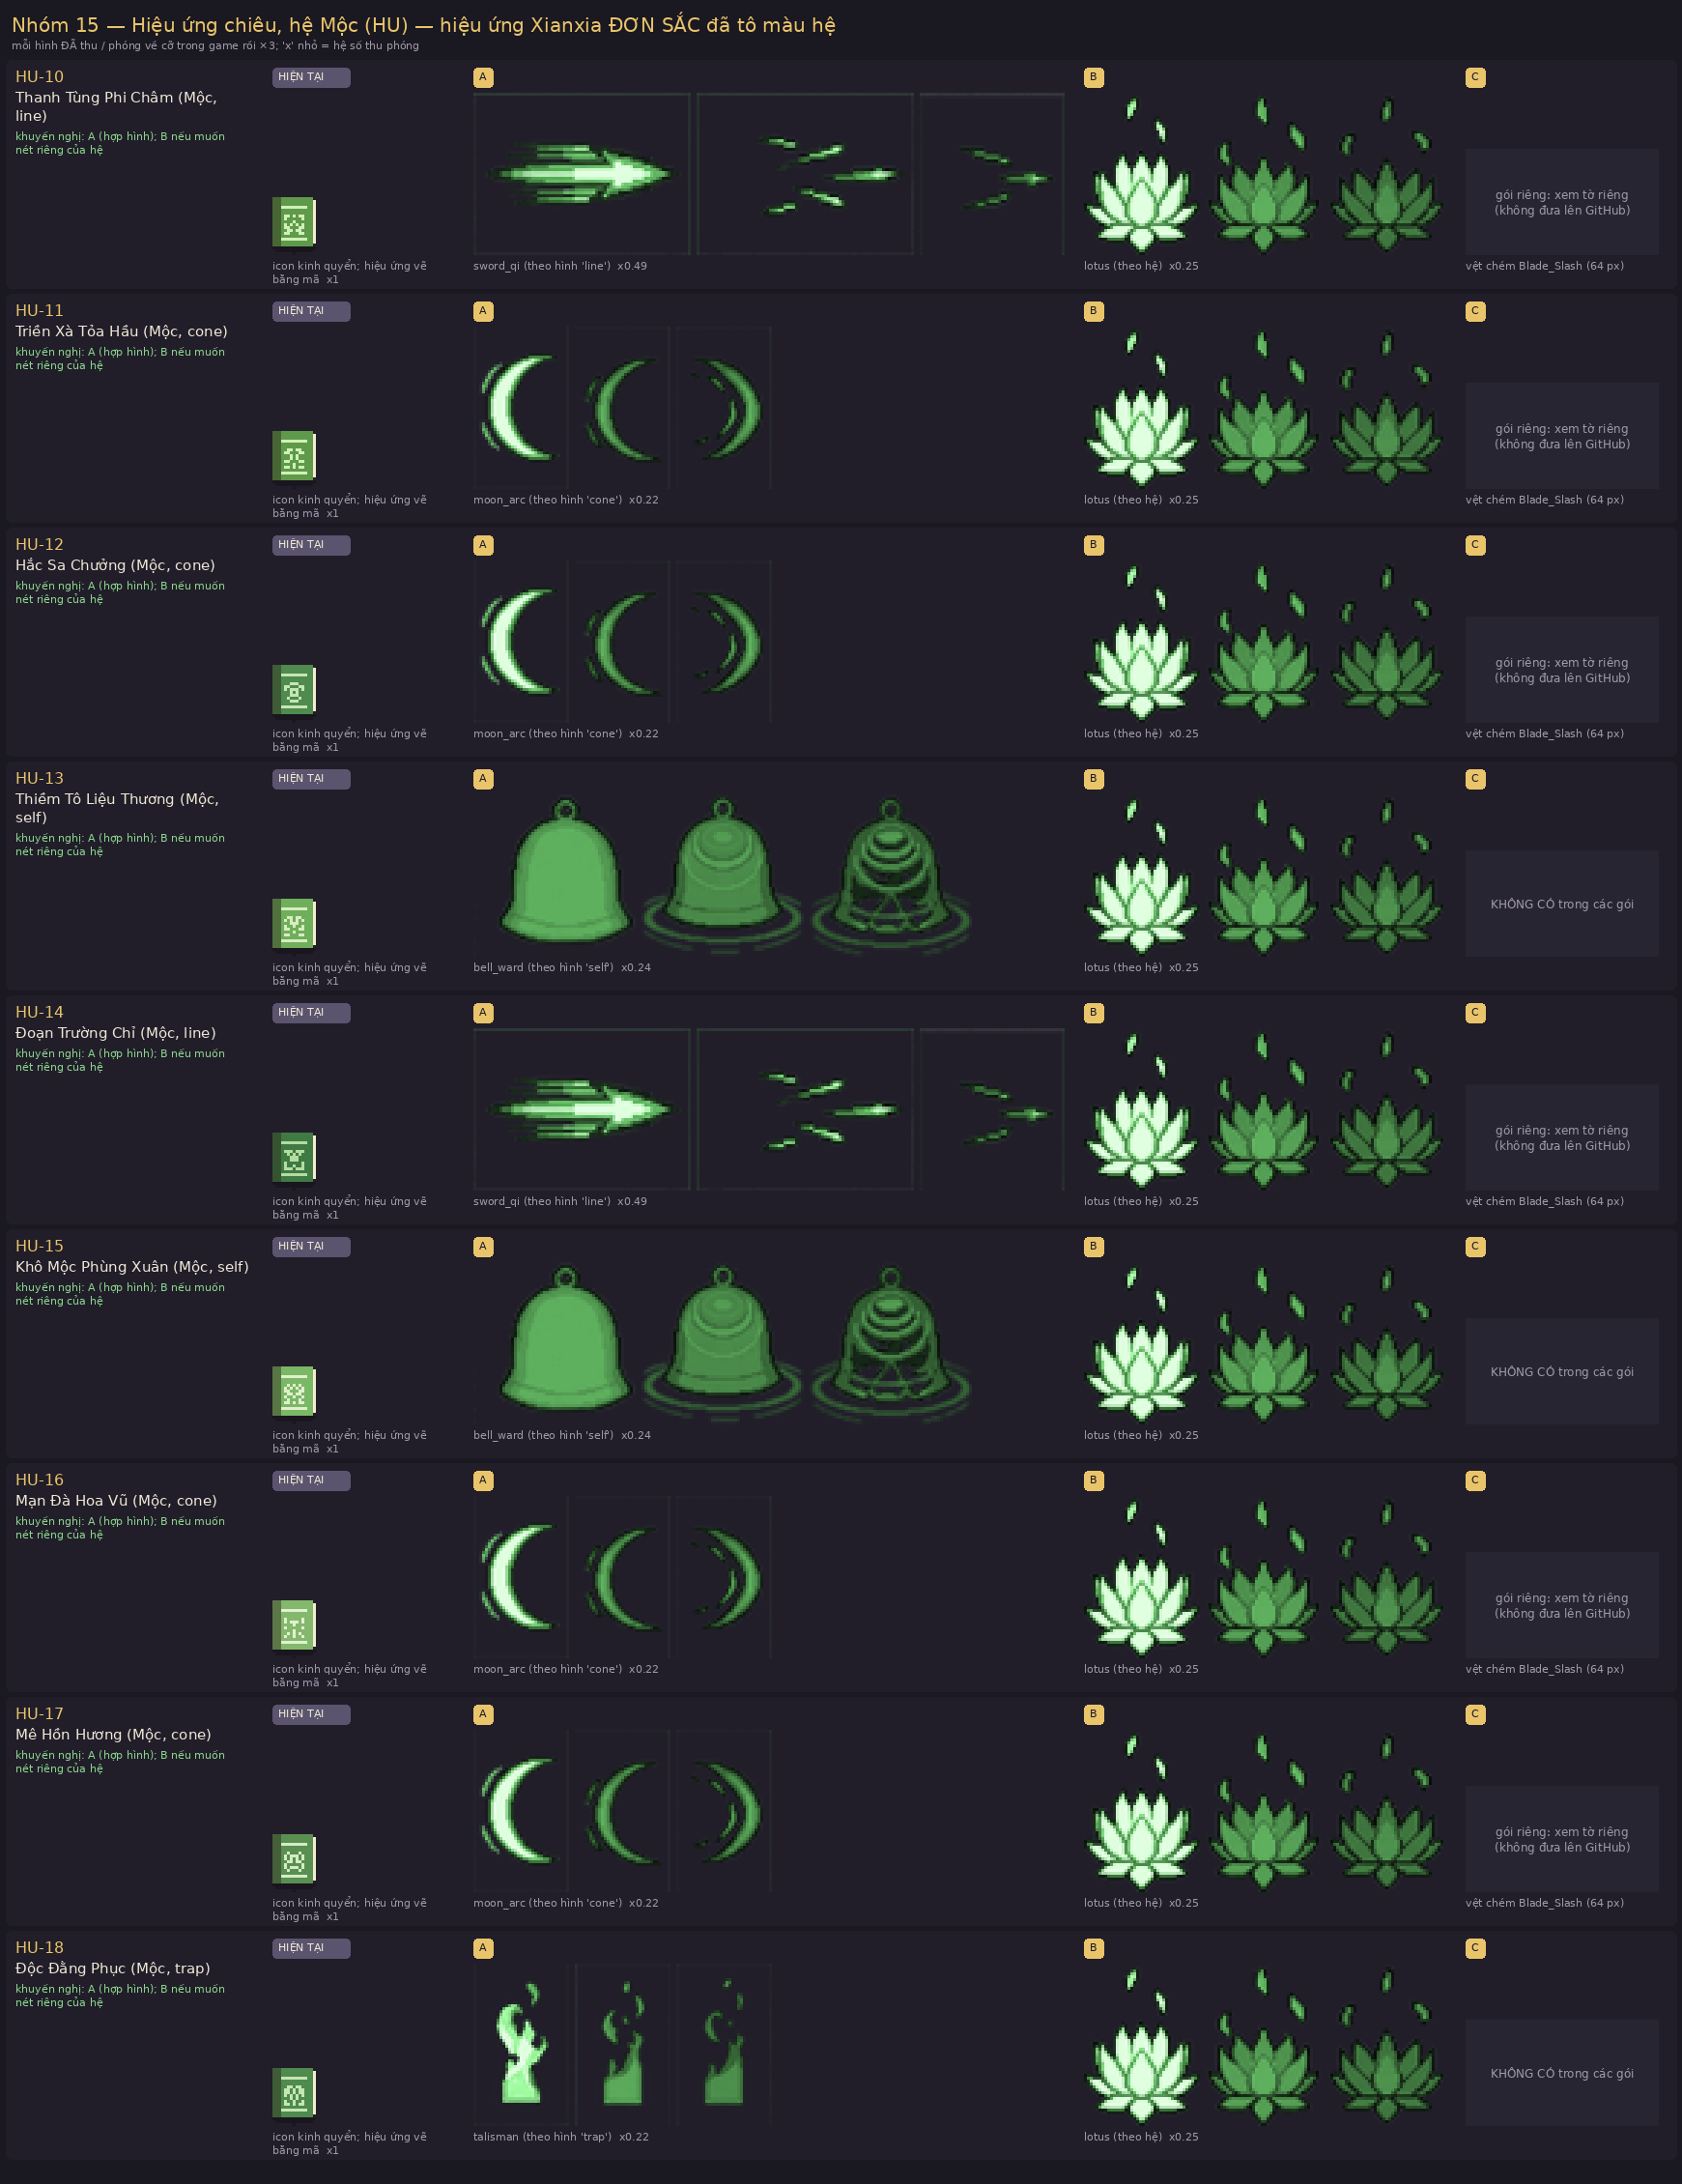 Nhóm 15 — Hiệu ứng chiêu, hệ Mộc (HU) — hiệu ứng Xianxia ĐƠN SẮC đã tô màu hệ
mỗi hình ĐÃ thu / phóng về cỡ trong game rồi ×3; 'x' nhỏ = hệ số thu phóng
HU-10
Thanh Tùng Phi Châm (Mộc,
line)
khuyến nghị: A (hợp hình); B nếu muốn
nét riêng của hệ
HIỆN TẠI
icon kinh quyển; hiệu ứng vẽ
bằng mã x1
A
sword_qi (theo hình 'line') x0.49
B
lotus (theo hệ) x0.25
C
gói riêng: xem tờ riêng
(không đưa lên GitHub)
vệt chém Blade_Slash (64 px)
HU-11
Triền Xà Tỏa Hầu (Mộc, cone)
khuyến nghị: A (hợp hình); B nếu muốn
nét riêng của hệ
HIỆN TẠI
icon kinh quyển; hiệu ứng vẽ
bằng mã x1
A
moon_arc (theo hình 'cone') x0.22
B
lotus (theo hệ) x0.25
C
gói riêng: xem tờ riêng
(không đưa lên GitHub)
vệt chém Blade_Slash (64 px)
HU-12
Hắc Sa Chưởng (Mộc, cone)
khuyến nghị: A (hợp hình); B nếu muốn
nét riêng của hệ
HIỆN TẠI
icon kinh quyển; hiệu ứng vẽ
bằng mã x1
A
moon_arc (theo hình 'cone') x0.22
B
lotus (theo hệ) x0.25
C
gói riêng: xem tờ riêng
(không đưa lên GitHub)
vệt chém Blade_Slash (64 px)
HU-13
Thiềm Tô Liệu Thương (Mộc,
self)
khuyến nghị: A (hợp hình); B nếu muốn
nét riêng của hệ
HIỆN TẠI
icon kinh quyển; hiệu ứng vẽ
bằng mã x1
A
bell_ward (theo hình 'self') x0.24
B
lotus (theo hệ) x0.25
C
KHÔNG CÓ trong các gói
HU-14
Đoạn Trường Chỉ (Mộc, line)
khuyến nghị: A (hợp hình); B nếu muốn
nét riêng của hệ
HIỆN TẠI
icon kinh quyển; hiệu ứng vẽ
bằng mã x1
A
sword_qi (theo hình 'line') x0.49
B
lotus (theo hệ) x0.25
C
gói riêng: xem tờ riêng
(không đưa lên GitHub)
vệt chém Blade_Slash (64 px)
HU-15
Khô Mộc Phùng Xuân (Mộc, self)
khuyến nghị: A (hợp hình); B nếu muốn
nét riêng của hệ
HIỆN TẠI
icon kinh quyển; hiệu ứng vẽ
bằng mã x1
A
bell_ward (theo hình 'self') x0.24
B
lotus (theo hệ) x0.25
C
KHÔNG CÓ trong các gói
HU-16
Mạn Đà Hoa Vũ (Mộc, cone)
khuyến nghị: A (hợp hình); B nếu muốn
nét riêng của hệ
HIỆN TẠI
icon kinh quyển; hiệu ứng vẽ
bằng mã x1
A
moon_arc (theo hình 'cone') x0.22
B
lotus (theo hệ) x0.25
C
gói riêng: xem tờ riêng
(không đưa lên GitHub)
vệt chém Blade_Slash (64 px)
HU-17
Mê Hồn Hương (Mộc, cone)
khuyến nghị: A (hợp hình); B nếu muốn
nét riêng của hệ
HIỆN TẠI
icon kinh quyển; hiệu ứng vẽ
bằng mã x1
A
moon_arc (theo hình 'cone') x0.22
B
lotus (theo hệ) x0.25
C
gói riêng: xem tờ riêng
(không đưa lên GitHub)
vệt chém Blade_Slash (64 px)
HU-18
Độc Đằng Phục (Mộc, trap)
khuyến nghị: A (hợp hình); B nếu muốn
nét riêng của hệ
HIỆN TẠI
icon kinh quyển; hiệu ứng vẽ
bằng mã x1
A
talisman (theo hình 'trap') x0.22
B
lotus (theo hệ) x0.25
C
KHÔNG CÓ trong các gói